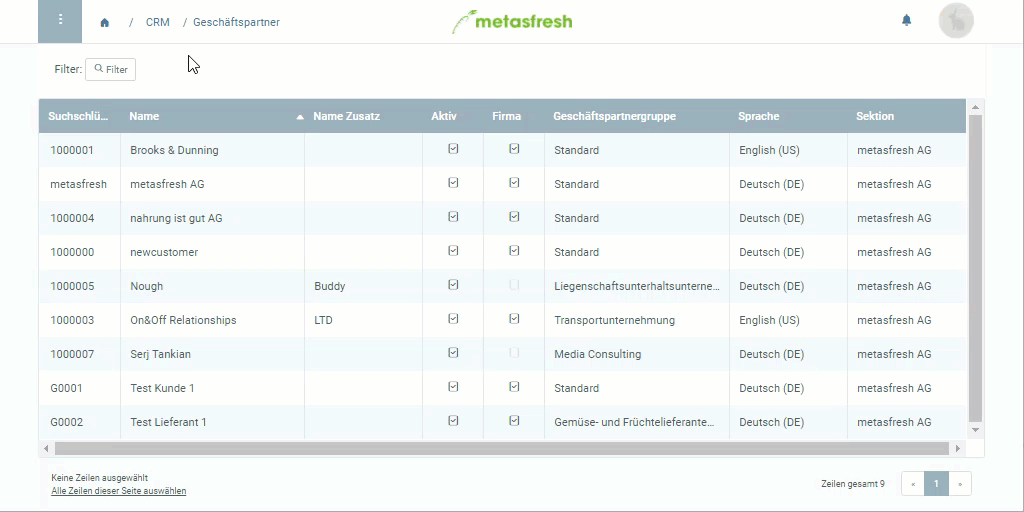 / CRM / Geschäftspartner
metasfresh
Filter: Filter
Suchschlü... Name Name Zusatz Aktiv Firma Geschäftspartnergruppe Sprache Sektion
1000001 Brooks & Dunning Standard English (US) metasfresh AG
metasfresh metasfresh AG Standard Deutsch (DE) metasfresh AG
1000004 nahrung ist gut AG Standard Deutsch (DE) metasfresh AG
1000000 newcustomer Standard Deutsch (DE) metasfresh AG
1000005 Nough Buddy Liegenschaftsunterhaltsunterne... Deutsch (DE) metasfresh AG
1000003 On&Off Relationships LTD Transportunternehmung English (US) metasfresh AG
1000007 Serj Tankian Media Consulting Deutsch (DE) metasfresh AG
G0001 Test Kunde 1 Standard Deutsch (DE) metasfresh AG
G0002 Test Lieferant 1 Gemüse- und Früchtelieferante... Deutsch (DE) metasfresh AG
Keine Zeilen ausgewählt
Alle Zeilen dieser Seite auswählen
Zeilen gesamt 9 « 1 »